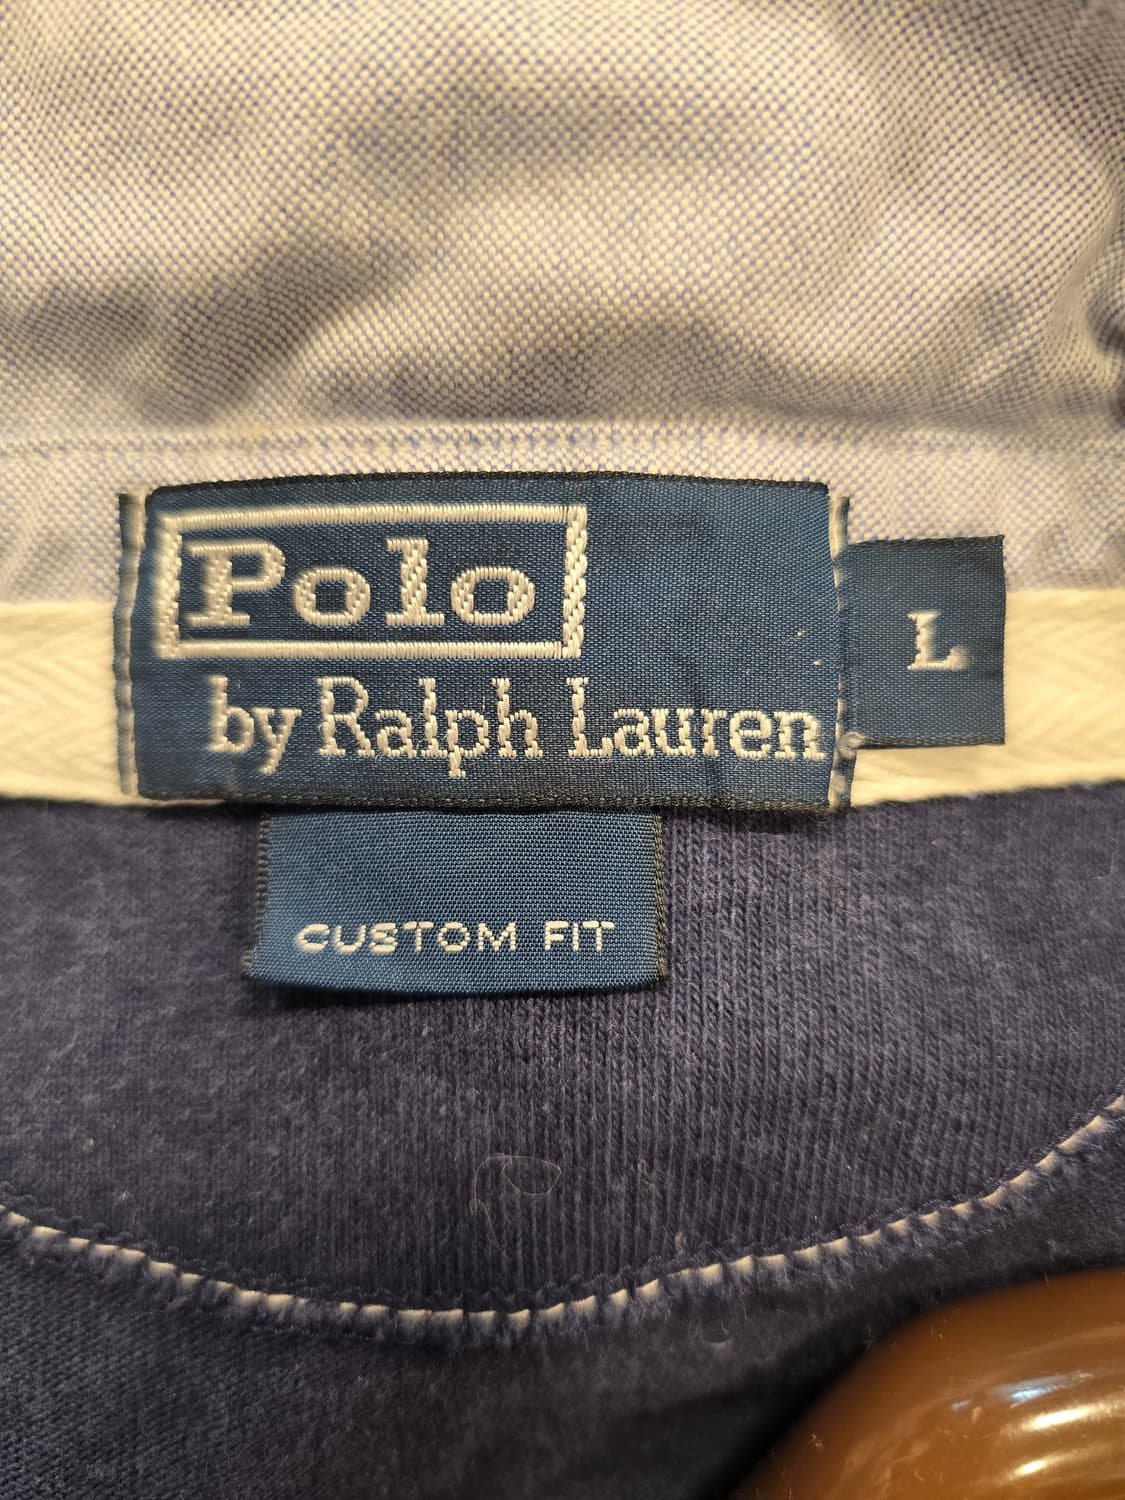 Polo
by Ralph Lauren
L
CUSTOM FIT